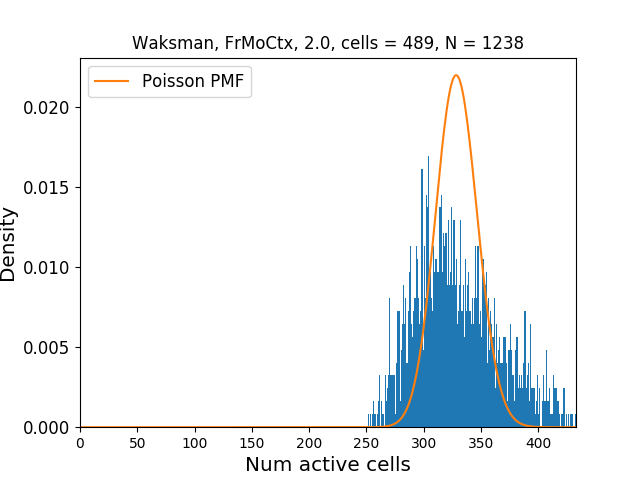 Waksman, FrMoCtx, 2.0, cells = 489, N = 1238
Poisson PMF
Density
0.020
0.015
0.010
0.005
0.000
0 50 100 150 200 250 300 350 400
Num active cells